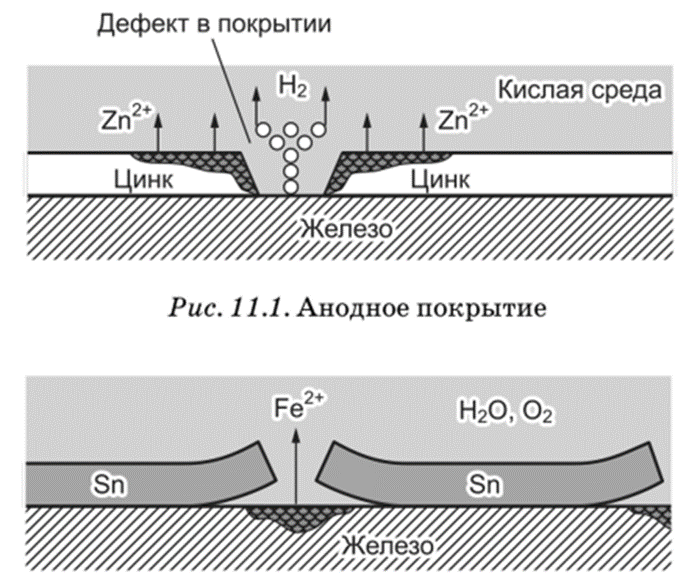 Дефект в покрытии
H₂
Кислая среда
Zn²⁺
Zn²⁺
Цинк
Цинк
Железо
Рис. 11.1. Анодное покрытие
Fe²⁺
H₂O, O₂
Sn
Sn
Железо